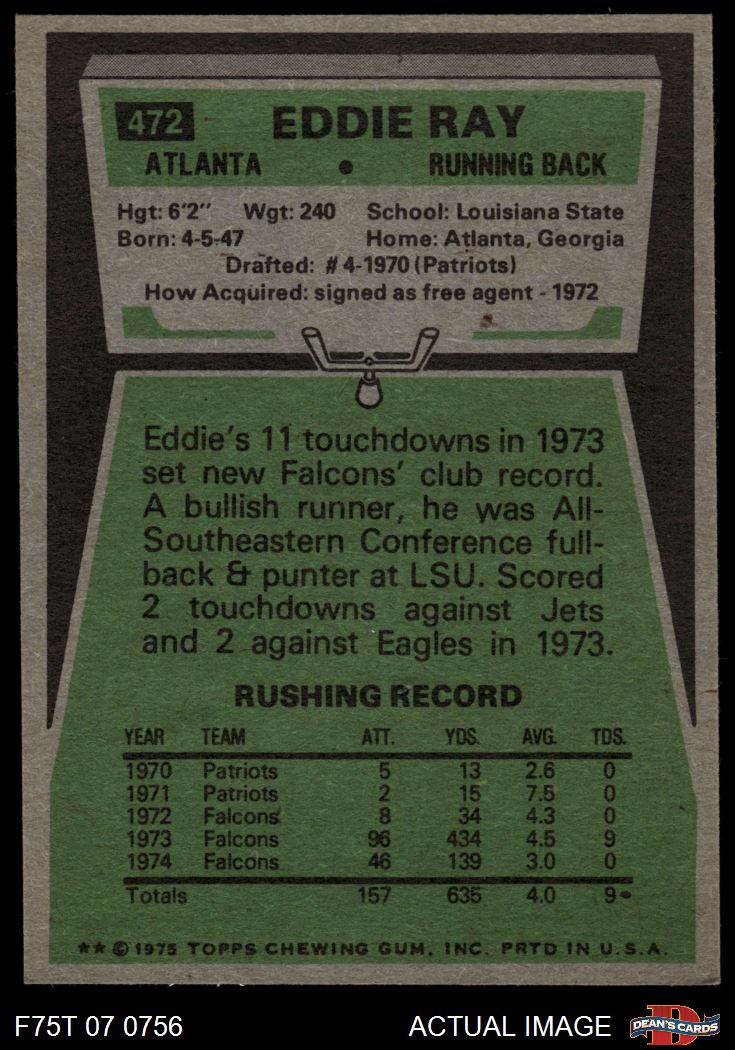 472 EDDIE RAY
ATLANTA • RUNNING BACK
Hgt: 6'2" Wgt: 240 School: Louisiana State
Born: 4-5-47 Home: Atlanta, Georgia
Drafted: #4-1970 (Patriots)
How Acquired: signed as free agent - 1972
Eddie's 11 touchdowns in 1973
set new Falcons' club record.
A bullish runner, he was All-
Southeastern Conference full-
back & punter at LSU. Scored
2 touchdowns against Jets
and 2 against Eagles in 1973.
RUSHING RECORD
YEAR TEAM ATT. YDS. AVG. TDS.
1970 Patriots 5 13 2.6 0
1971 Patriots 2 15 7.5 0
1972 Falcons 8 34 4.3 0
1973 Falcons 96 434 4.5 9
1974 Falcons 46 139 3.0 0
Totals 157 635 4.0 9
** © 1975 TOPPS CHEWING GUM, INC. PRTD IN U.S.A.
F75T 07 0756 ACTUAL IMAGE D DEAN'S CARDS